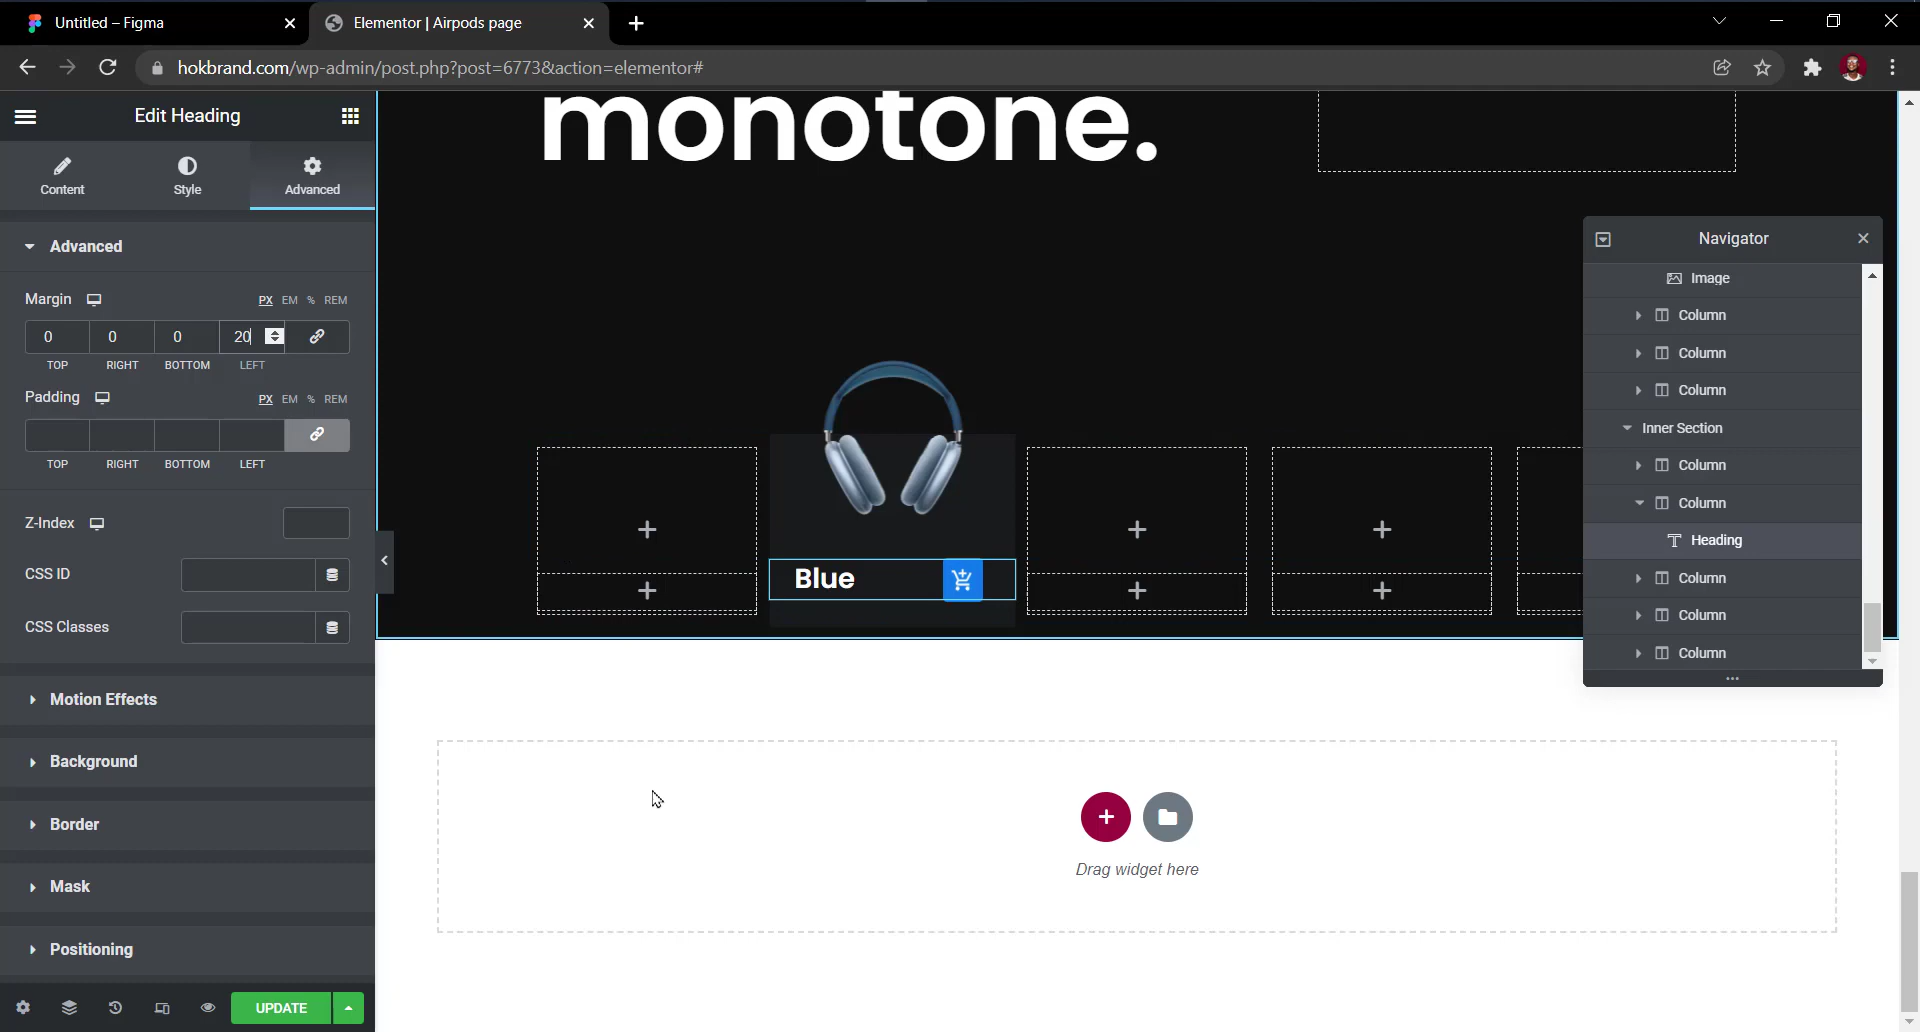 Untitled – Figma
Elementor | Airpods page
hokbrand.com/wp-admin/post.php?post=6773&action=elementor#
Edit Heading
Content
Style
Advanced
Advanced
Margin
PX EM % REM
0 0 0 20
TOP RIGHT BOTTOM LEFT
Padding
PX EM % REM
TOP RIGHT BOTTOM LEFT
Z-Index
CSS ID
CSS Classes
Motion Effects
Background
Border
Mask
Positioning
UPDATE
monotone.
Blue
Drag widget here
Navigator
Image
Column
Column
Column
Inner Section
Column
Column
Heading
Column
Column
Column